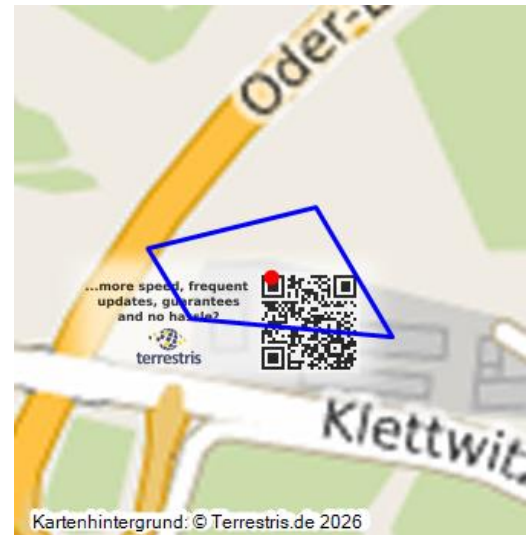 Oder-
...more speed, frequent
updates, guarantees
and no hassle?
terrestris
Klettwitz
Kartenhintergrund: © Terrestris.de 2026